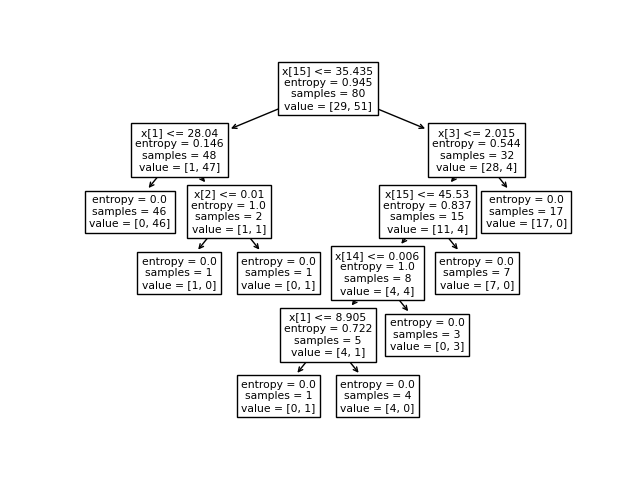 x[15] <= 35.435
entropy = 0.945
samples = 80
value = [29, 51]
x[1] <= 28.04
entropy = 0.146
samples = 48
value = [1, 47]
x[3] <= 2.015
entropy = 0.544
samples = 32
value = [28, 4]
entropy = 0.0
samples = 46
value = [0, 46]
x[2] <= 0.01
entropy = 1.0
samples = 2
value = [1, 1]
x[15] <= 45.53
entropy = 0.837
samples = 15
value = [11, 4]
entropy = 0.0
samples = 17
value = [17, 0]
entropy = 0.0
samples = 1
value = [1, 0]
entropy = 0.0
samples = 1
value = [0, 1]
x[14] <= 0.006
entropy = 1.0
samples = 8
value = [4, 4]
entropy = 0.0
samples = 7
value = [7, 0]
x[1] <= 8.905
entropy = 0.722
samples = 5
value = [4, 1]
entropy = 0.0
samples = 3
value = [0, 3]
entropy = 0.0
samples = 1
value = [0, 1]
entropy = 0.0
samples = 4
value = [4, 0]